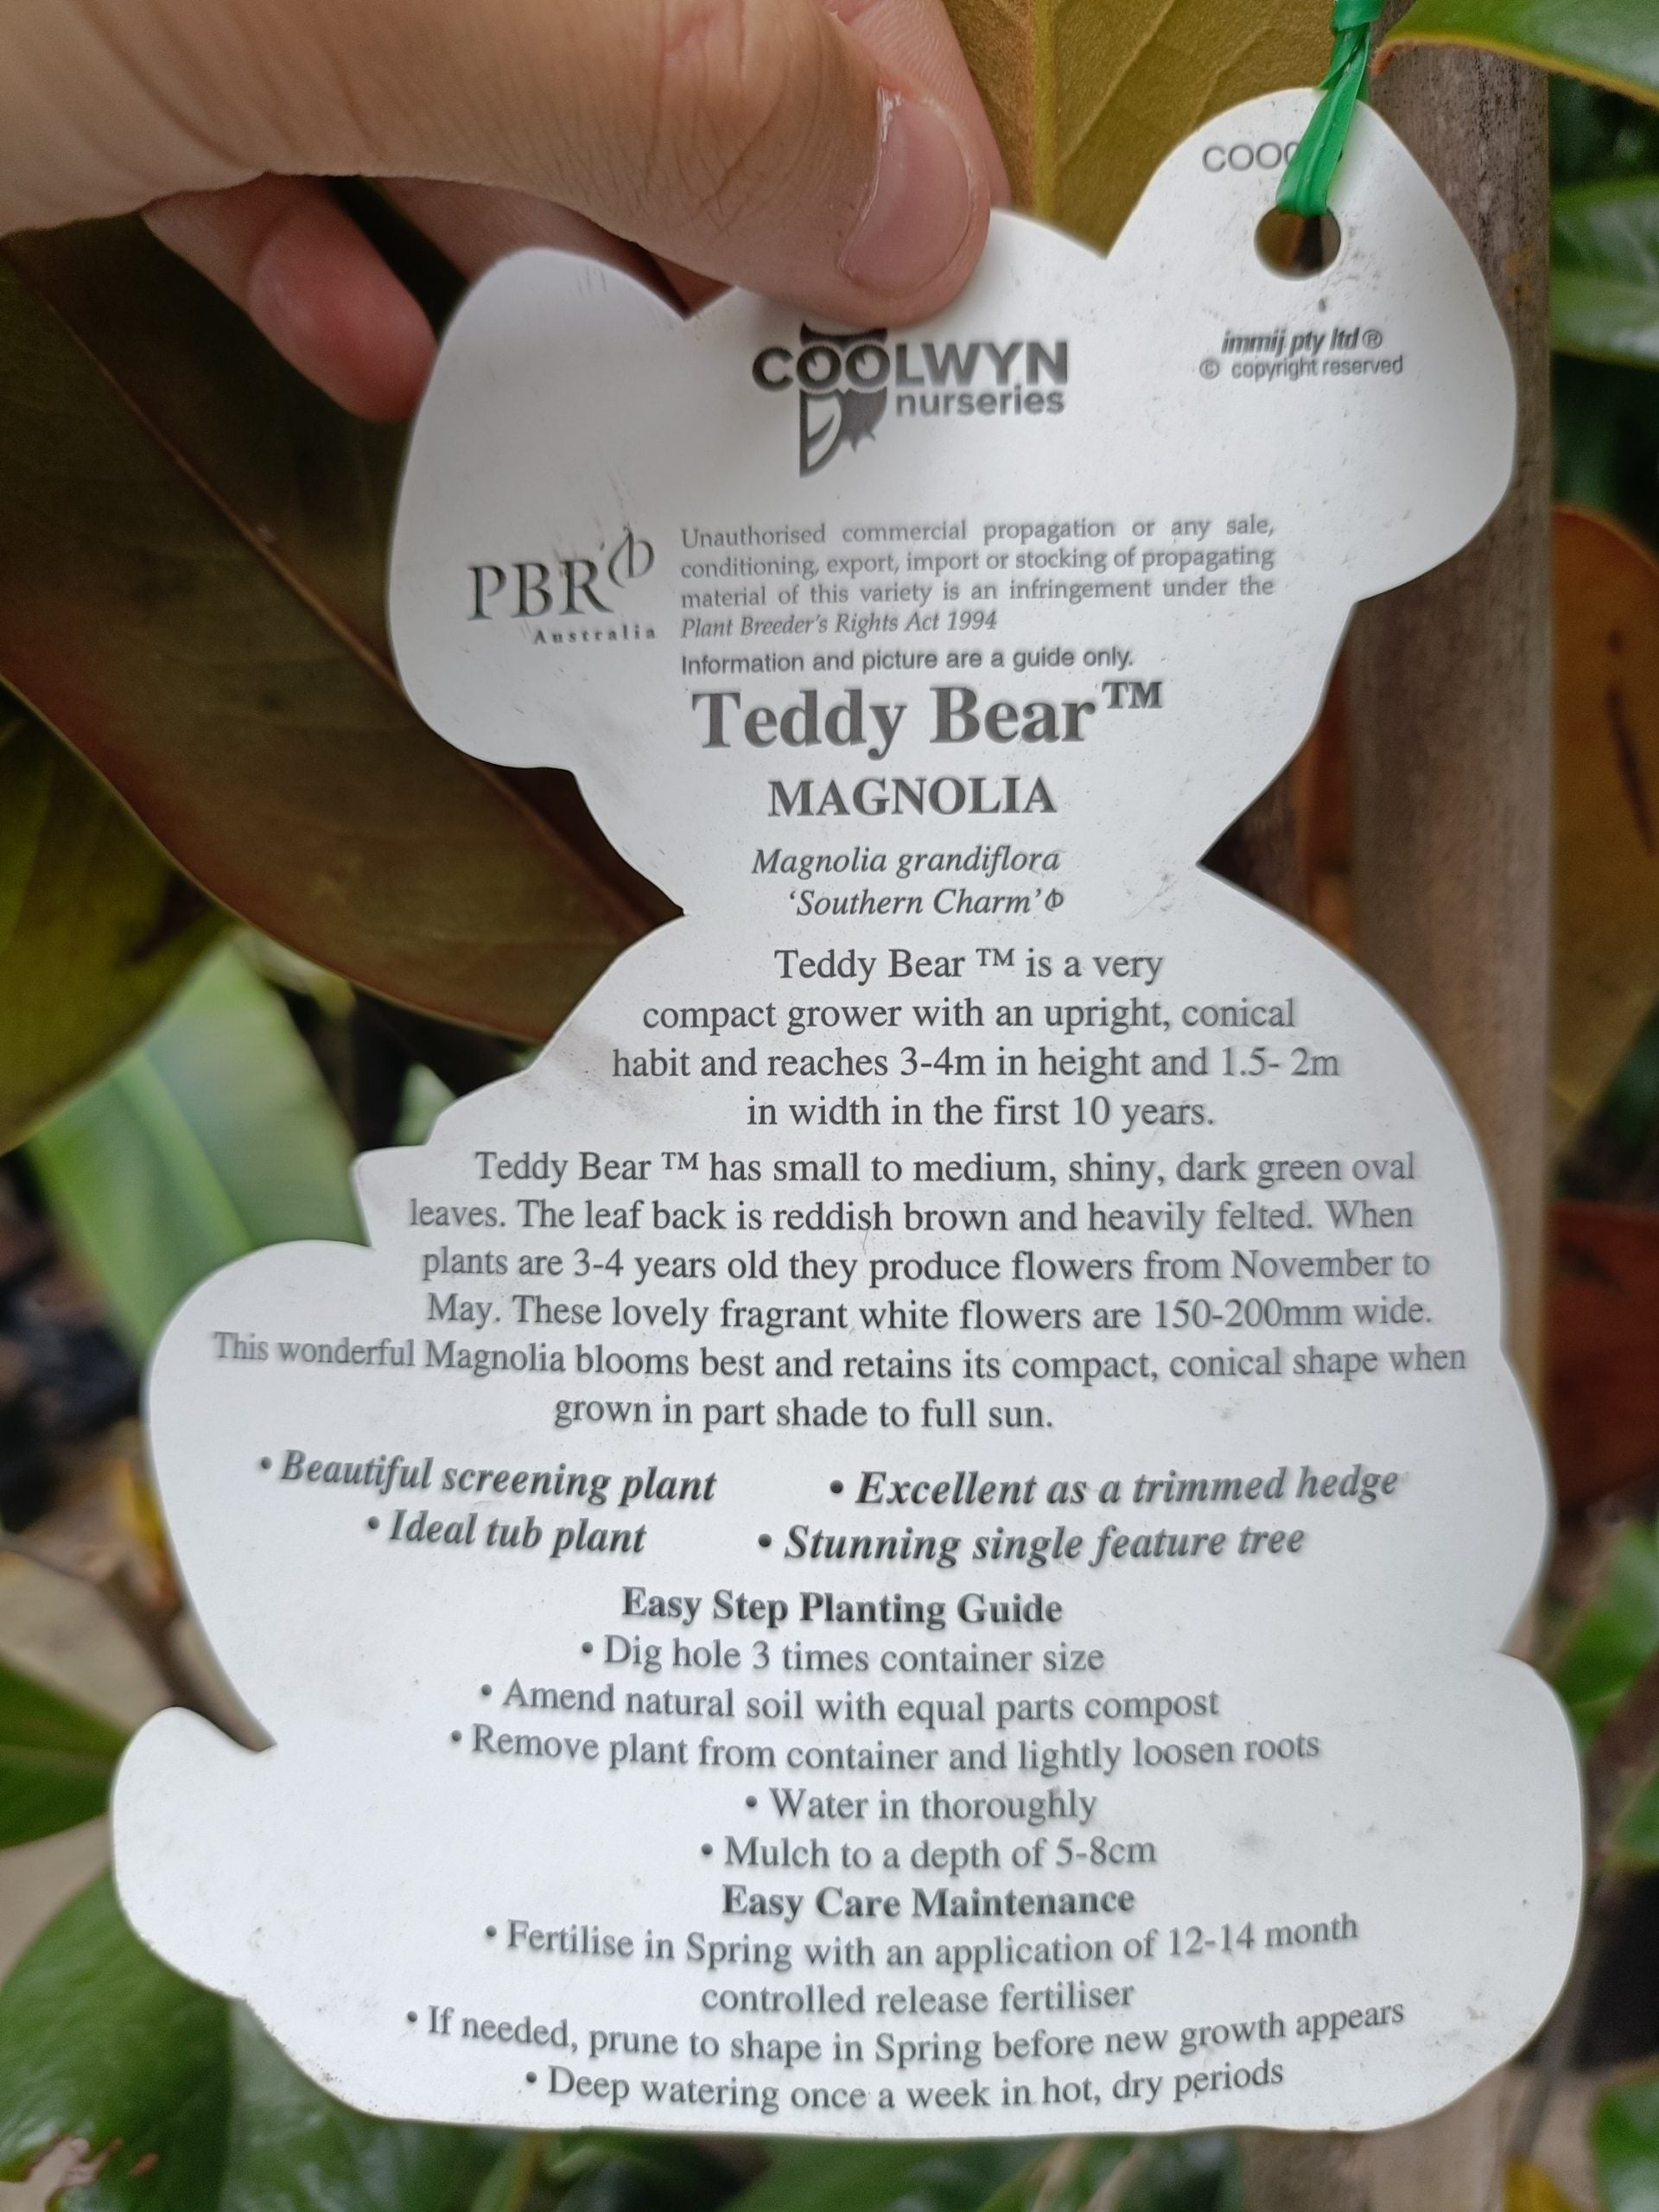 COOLWYN
nurseries
immij pty ltd®
© copyright reserved
PBR
Australia
Unauthorised commercial propagation or any sale,
conditioning, export, import or stocking of propagating
material of this variety is an infringement under the
Plant Breeder's Rights Act 1994
Information and picture are a guide only.
Teddy Bear™
MAGNOLIA
Magnolia grandiflora
‘Southern Charm’
Teddy Bear ™ is a very
compact grower with an upright, conical
habit and reaches 3-4m in height and 1.5- 2m
in width in the first 10 years.
Teddy Bear ™ has small to medium, shiny, dark green oval
leaves. The leaf back is reddish brown and heavily felted. When
plants are 3-4 years old they produce flowers from November to
May. These lovely fragrant white flowers are 150-200mm wide.
This wonderful Magnolia blooms best and retains its compact, conical shape when
grown in part shade to full sun.
• Beautiful screening plant • Excellent as a trimmed hedge
• Ideal tub plant • Stunning single feature tree
Easy Step Planting Guide
• Dig hole 3 times container size
• Amend natural soil with equal parts compost
• Remove plant from container and lightly loosen roots
• Water in thoroughly
• Mulch to a depth of 5-8cm
Easy Care Maintenance
• Fertilise in Spring with an application of 12-14 month
controlled release fertiliser
• If needed, prune to shape in Spring before new growth appears
• Deep watering once a week in hot, dry periods